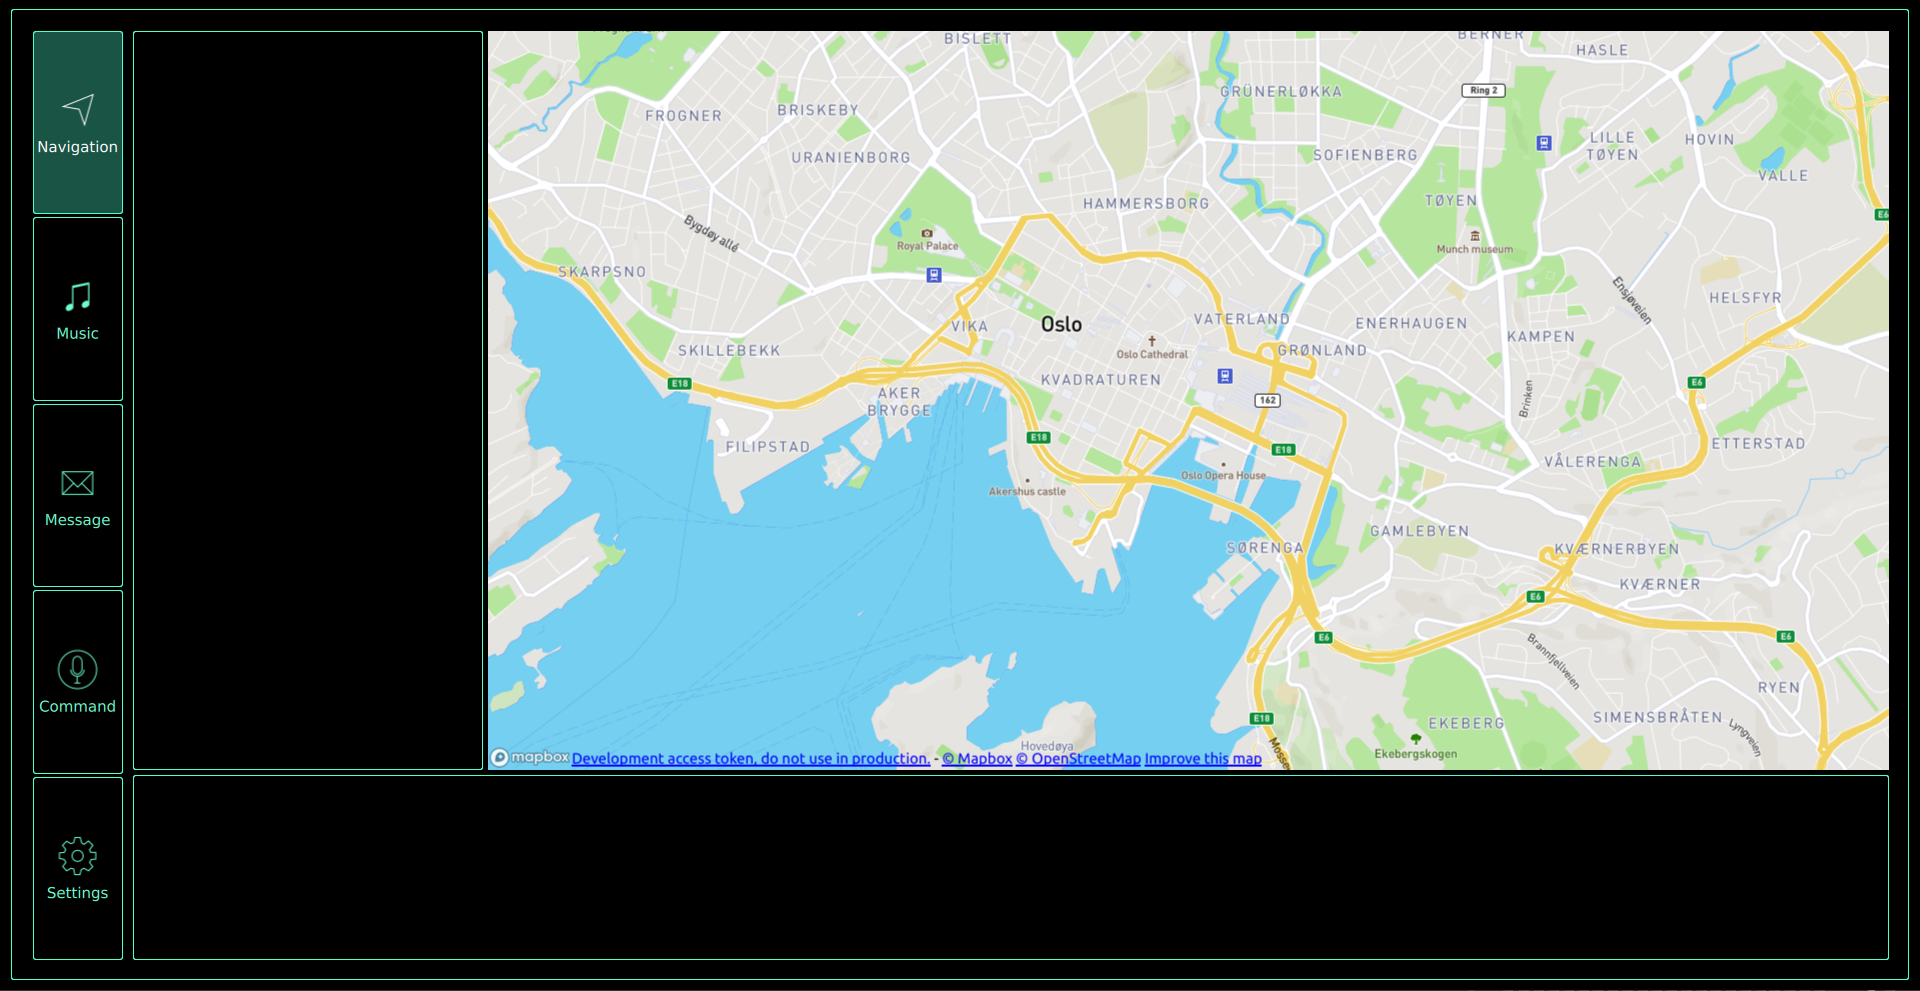 Navigation
Music
Message
Command
Settings
BISLETT
BERNER
HASLE
GRÜNERLØKKA
Ring 2
FROGNER
BRISKEBY
LILLE
TØYEN
HOVIN
URANIENBORG
SOFIENBERG
VALLE
HAMMERSBORG
TØYEN
E6
Bygdøy allé
Royal Palace
Munch museum
SKARPSNO
Ensjøveien
HELSFYR
VIKA
Oslo
VATERLAND
ENERHAUGEN
KAMPEN
SKILLEBEKK
Oslo Cathedral
GRØNLAND
E18
KVADRATUREN
E6
AKER
BRYGGE
162
Brinken
FILIPSTAD
E18
E18
ETTERSTAD
VÅLERENGA
Oslo Opera House
Akershus castle
GAMLEBYEN
SØRENGA
KVÆRNERBYEN
KVÆRNER
E6
E6
E6
Brannfjellveien
RYEN
E18
EKEBERG
SIMENSBRÅTEN
Lyngveien
Hovedøya
Ekebergskogen
mapbox Development access token, do not use in production. - © Mapbox © OpenStreetMap Improve this map